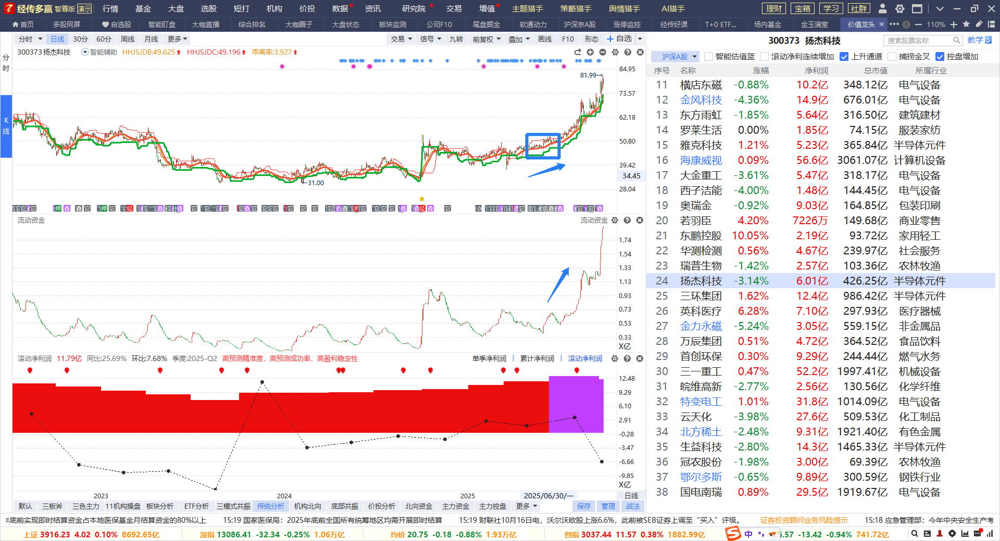 经传多赢 智尊版 演示 行情 基金 大盘 选股 短打 机构 价投 数据 资讯 研究院 交易 增值 主题猎手 策略猎手 舆情猎手 AI猎手 理财 宝箱 学习 社群
首页 多股同屏 自选股 智能盯盘 大咖直播 综合排名 大咖圈子 大盘状态 板块监测 公司F10 尾盘掘金 软通动力 沪深京A股 涨停监控 经传好课 T+0 ETF... 场内基金 金玉满堂 价值龙头 110%
分时 日线 30分 60分 周线 月线 更多 交易 信号 九转 前复权 叠加 画线 F10 形态 自选
300373 扬杰科技 搜索股票名称 教学
分时
K线
300373扬杰科技 智能辅助 HHJSJDB:49.625 HHJSJDC:49.196 乖离率:3.927
沪深A股 智能估值蓝 滚动净利连续增加 上升通道 捕捞金叉 控盘增加
序号 名称 涨幅 净利润 总市值 所属行业
11 横店东磁 -0.88% 10.2亿 348.12亿 电气设备
12 金风科技 -4.36% 14.9亿 676.01亿 电气设备
13 东方雨虹 -1.85% 5.64亿 316.50亿 建筑建材
14 罗莱生活 0.00% 1.85亿 74.15亿 服装家纺
15 雅克科技 1.21% 5.23亿 365.84亿 半导体元件
16 海康威视 0.09% 56.6亿 3061.07亿 计算机设备
17 大金重工 -3.61% 5.47亿 318.17亿 电气设备
18 西子洁能 -4.00% 1.48亿 144.45亿 电气设备
19 奥瑞金 -0.92% 9.03亿 164.85亿 包装印刷
20 若羽臣 4.20% 7226万 149.68亿 商业零售
21 东鹏控股 10.05% 2.19亿 93.72亿 家用轻工
22 华测检测 0.56% 4.67亿 239.97亿 社会服务
23 瑞普生物 -1.42% 2.57亿 103.36亿 农林牧渔
24 扬杰科技 -3.14% 6.01亿 426.25亿 半导体元件
25 三环集团 1.62% 12.4亿 986.42亿 半导体元件
26 英科医疗 6.28% 7.10亿 297.93亿 医疗器械
27 金力永磁 -5.24% 3.05亿 559.15亿 非金属品
28 万辰集团 0.51% 4.72亿 364.52亿 食品饮料
29 首创环保 0.30% 9.29亿 244.44亿 燃气水务
30 三一重工 0.47% 52.2亿 1997.41亿 机械设备
31 皖维高新 -2.77% 2.56亿 130.56亿 化学纤维
32 特变电工 1.01% 31.8亿 1014.09亿 电气设备
33 云天化 -3.98% 27.6亿 509.53亿 化工制品
34 北方稀土 -2.48% 9.31亿 1921.40亿 有色金属
35 生益科技 -2.80% 14.3亿 1465.33亿 半导体元件
36 冠农股份 -1.98% 3.00亿 69.39亿 农林牧渔
37 鄂尔多斯 -0.65% 9.89亿 300.59亿 钢铁行业
38 国电南瑞 0.89% 29.5亿 1919.67亿 电气设备
84.95
81.99
73.57
62.18
50.80
39.42
34.45
31.00
28.04
流动资金 流动资金
1.74
1.54
1.33
1.13
0.93
0.73
0.53
0.33
X亿
滚动净利润 11.79亿 同比:25.69% 环比:7.68% 季度:2025-Q2 高预测精准度，高预测成功率，高盈利稳定性 单季净利润 累计净利润 滚动净利润
12.48
9.29
6.10
2.91
-0.28
-3.47
-6.66
-9.85
X亿
2023 2024 2025 2025/06/30/一 日线
默认 三板斧 三色主力 11机构操盘 板块分析 ETF分析 三模式共振 传统分析 机构北向 底部共振 价投分析 北向资金 主力资金 主力控盘 更多 保存 管理 战法
底前实现即时结算资金占本地医保基金月结算资金的80%以上 15:19 国家医保局：2025年底前全国所有统筹地区均需开展即时结算 15:19 财联社10月16日电，沃尔沃欧股上涨6.6%，此前被SEB证券上调至“买入”评级。 证券投资顾问业务风险提示 15:18 应急管理部：今年中央安全生产考
上证 3916.23 4.02 0.10% 8692.65亿 深指 13086.41 -32.34 -0.25% 1.06万亿 均价 20.75 -0.18 -0.88% 1.93万亿 创指 3037.44 11.57 0.38% 1882.99亿 中 5.57 -13.42 -0.94% 741.72亿